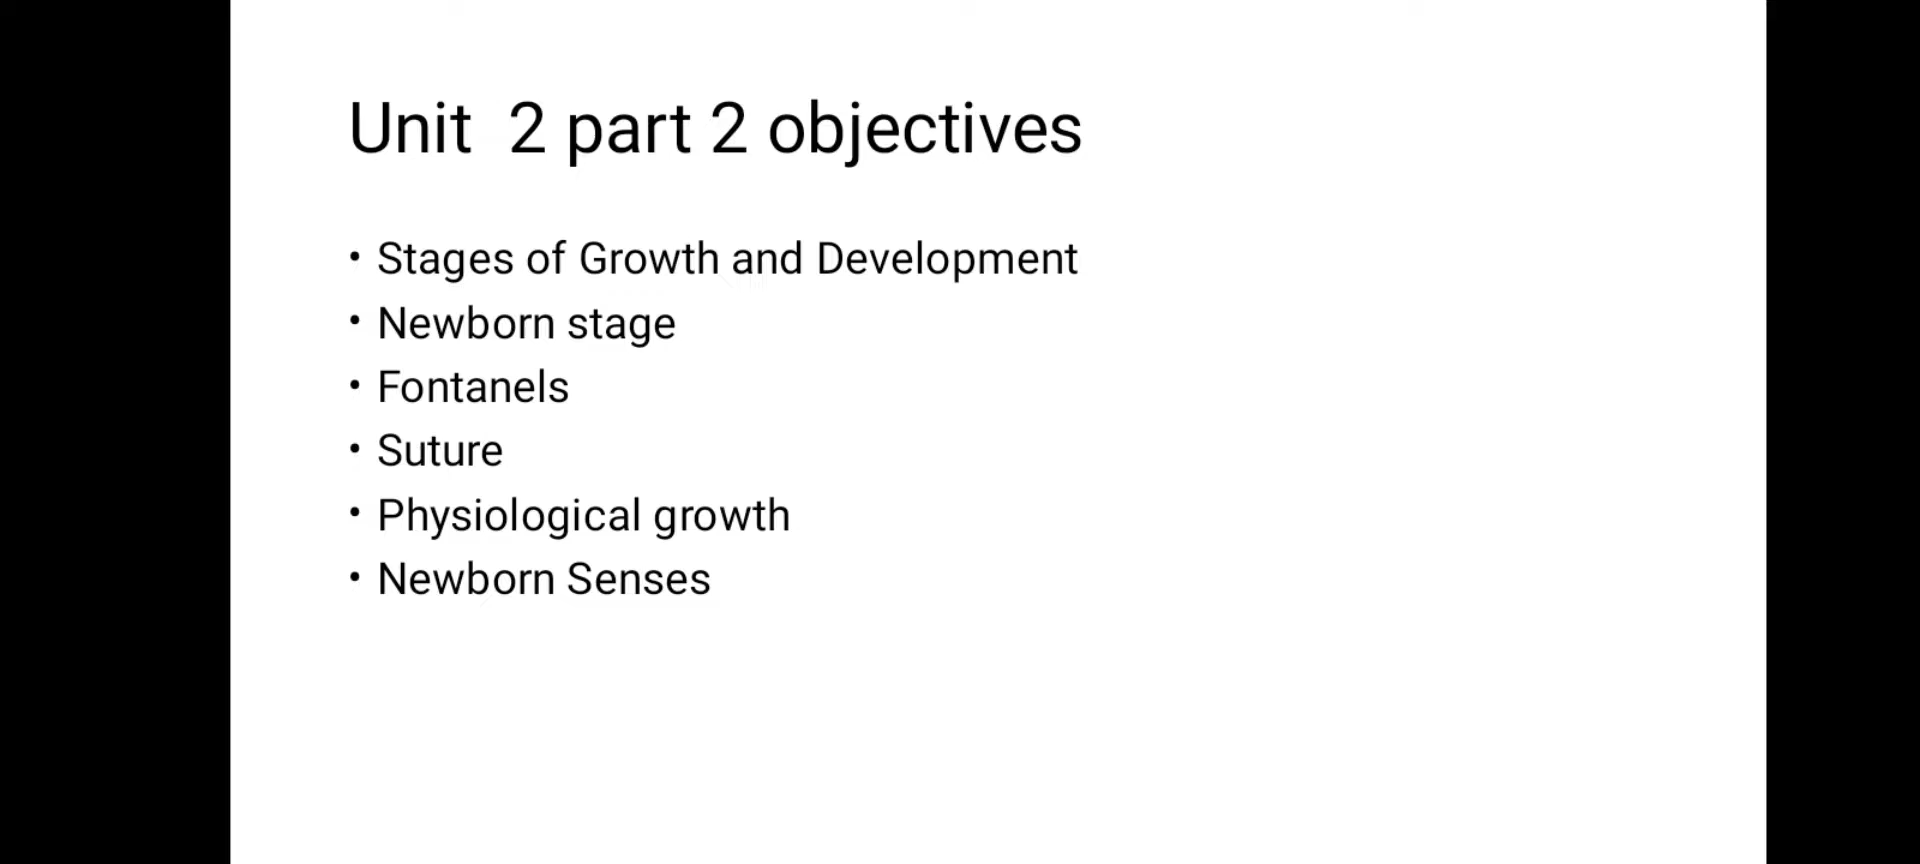 Unit  2 part 2 objectives
• Stages of Growth and Development
• Newborn stage
• Fontanels
• Suture
• Physiological growth
• Newborn Senses